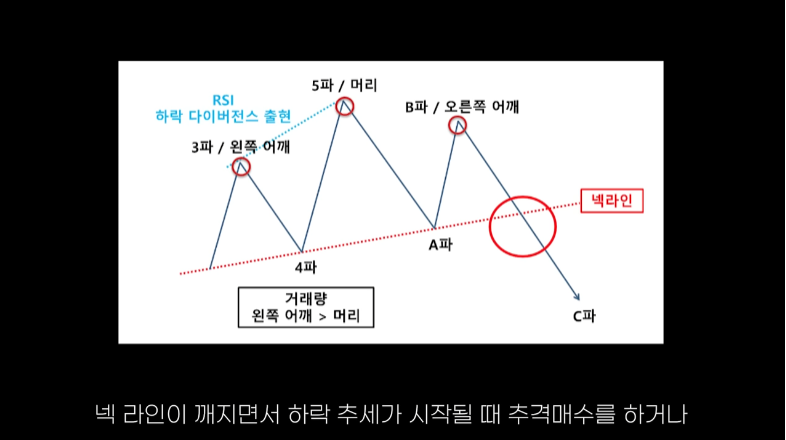 5파 / 머리
RSI
하락 다이버전스 출현
B파 / 오른쪽 어깨
3파 / 왼쪽 어깨
넥라인
A파
4파
거래량
왼쪽 어깨 > 머리
C파
넥 라인이 깨지면서 하락 추세가 시작될 때 추격매수를 하거나